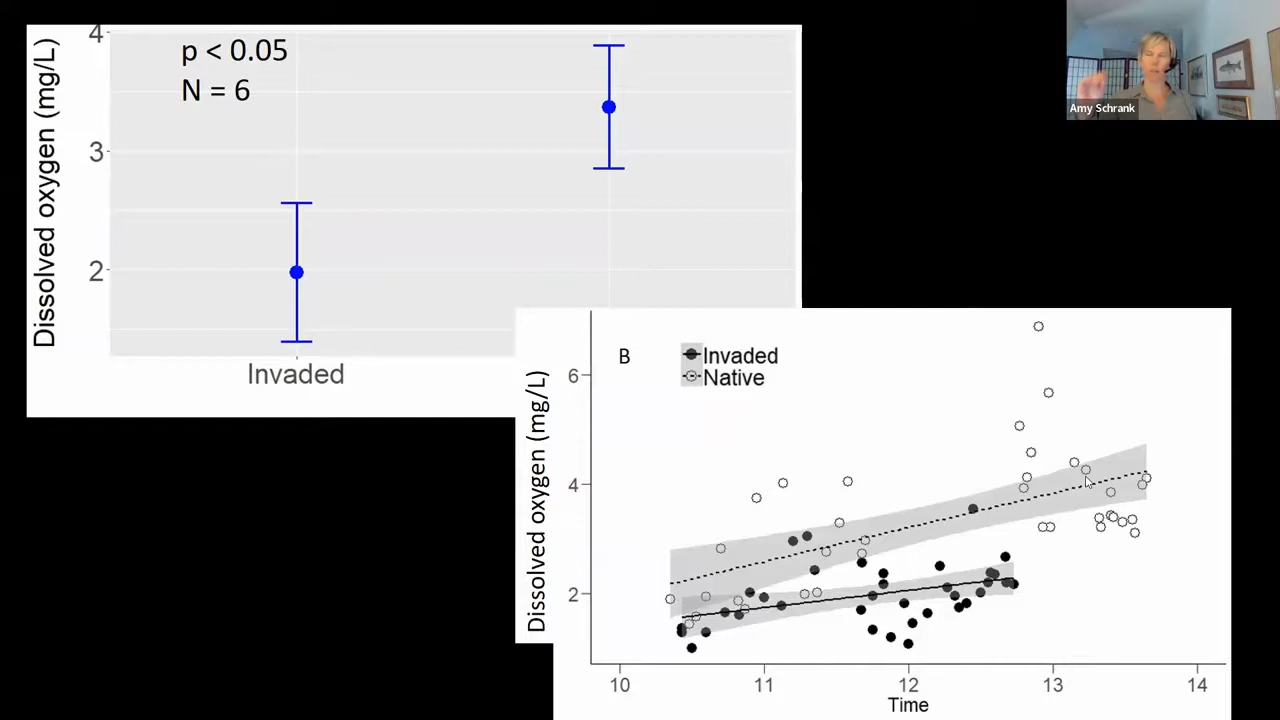 4
p < 0.05
N = 6
3
2
Dissolved oxygen (mg/L)
Invaded
Amy Schrank
B
Invaded
Native
6
4
2
Dissolved oxygen (mg/L)
10 11 12 13 14
Time